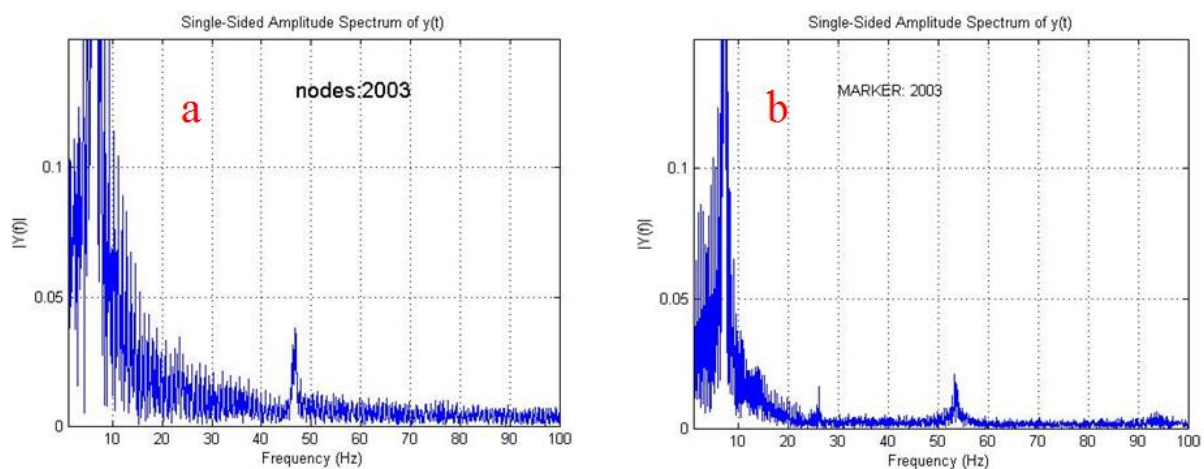 Single-Sided Amplitude Spectrum of y(t)
a
nodes:2003
0.1
0.05
0
|Y(f)|
10 20 30 40 50 60 70 80 90 100
Frequency (Hz)
Single-Sided Amplitude Spectrum of y(t)
b
MARKER: 2003
0.1
0.05
0
|Y(f)|
10 20 30 40 50 60 70 80 90 100
Frequency (Hz)